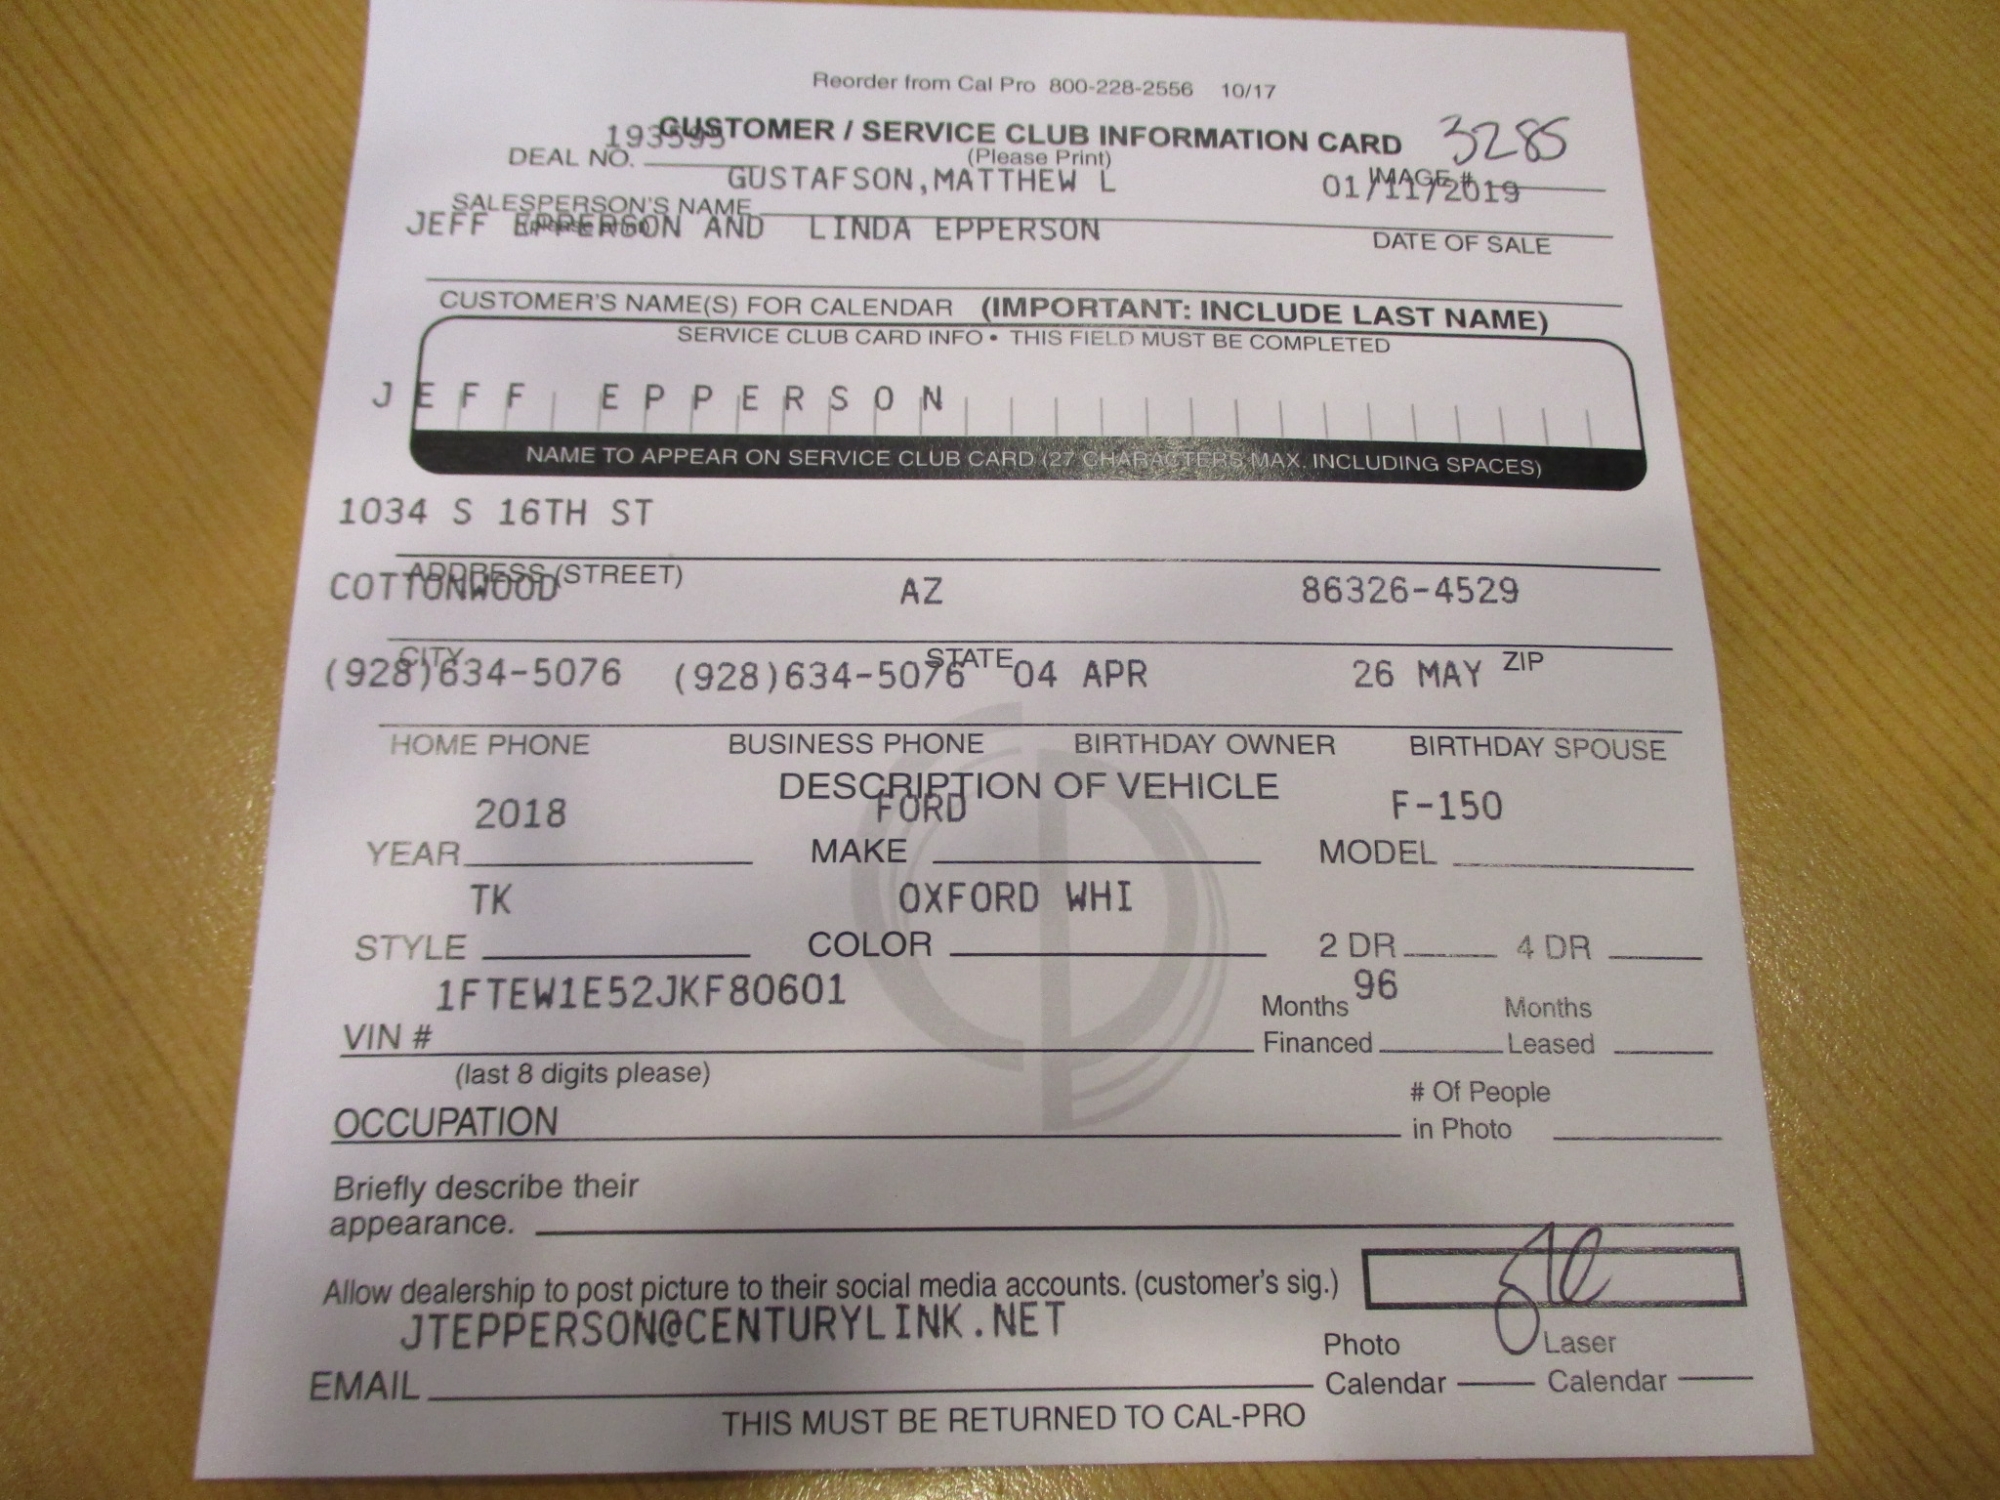 Reorder from Cal Pro 800-228-2556 10/17
CUSTOMER / SERVICE CLUB INFORMATION CARD 3285
193595
DEAL NO. (Please Print)
GUSTAFSON,MATTHEW L 01/11/2019 IMAGE #
SALESPERSON'S NAME
JEFF EPPERSON AND LINDA EPPERSON
DATE OF SALE
CUSTOMER'S NAME(S) FOR CALENDAR (IMPORTANT: INCLUDE LAST NAME)
SERVICE CLUB CARD INFO • THIS FIELD MUST BE COMPLETED
JEFF EPPERSON
NAME TO APPEAR ON SERVICE CLUB CARD (27 CHARACTERS MAX. INCLUDING SPACES)
1034 S 16TH ST
ADDRESS (STREET)
COTTONWOOD AZ 86326-4529
CITY STATE ZIP
(928)634-5076 (928)634-5076 04 APR 26 MAY
HOME PHONE BUSINESS PHONE BIRTHDAY OWNER BIRTHDAY SPOUSE
DESCRIPTION OF VEHICLE
2018 FORD F-150
YEAR MAKE MODEL
TK OXFORD WHI
STYLE COLOR 2 DR 4 DR
1FTEW1E52JKF80601 96
VIN # Months Financed Months Leased
(last 8 digits please)
OCCUPATION # Of People in Photo
Briefly describe their
appearance.
Allow dealership to post picture to their social media accounts. (customer's sig.)
JTEPPERSON@CENTURYLINK.NET
EMAIL Photo Calendar Laser Calendar
THIS MUST BE RETURNED TO CAL-PRO